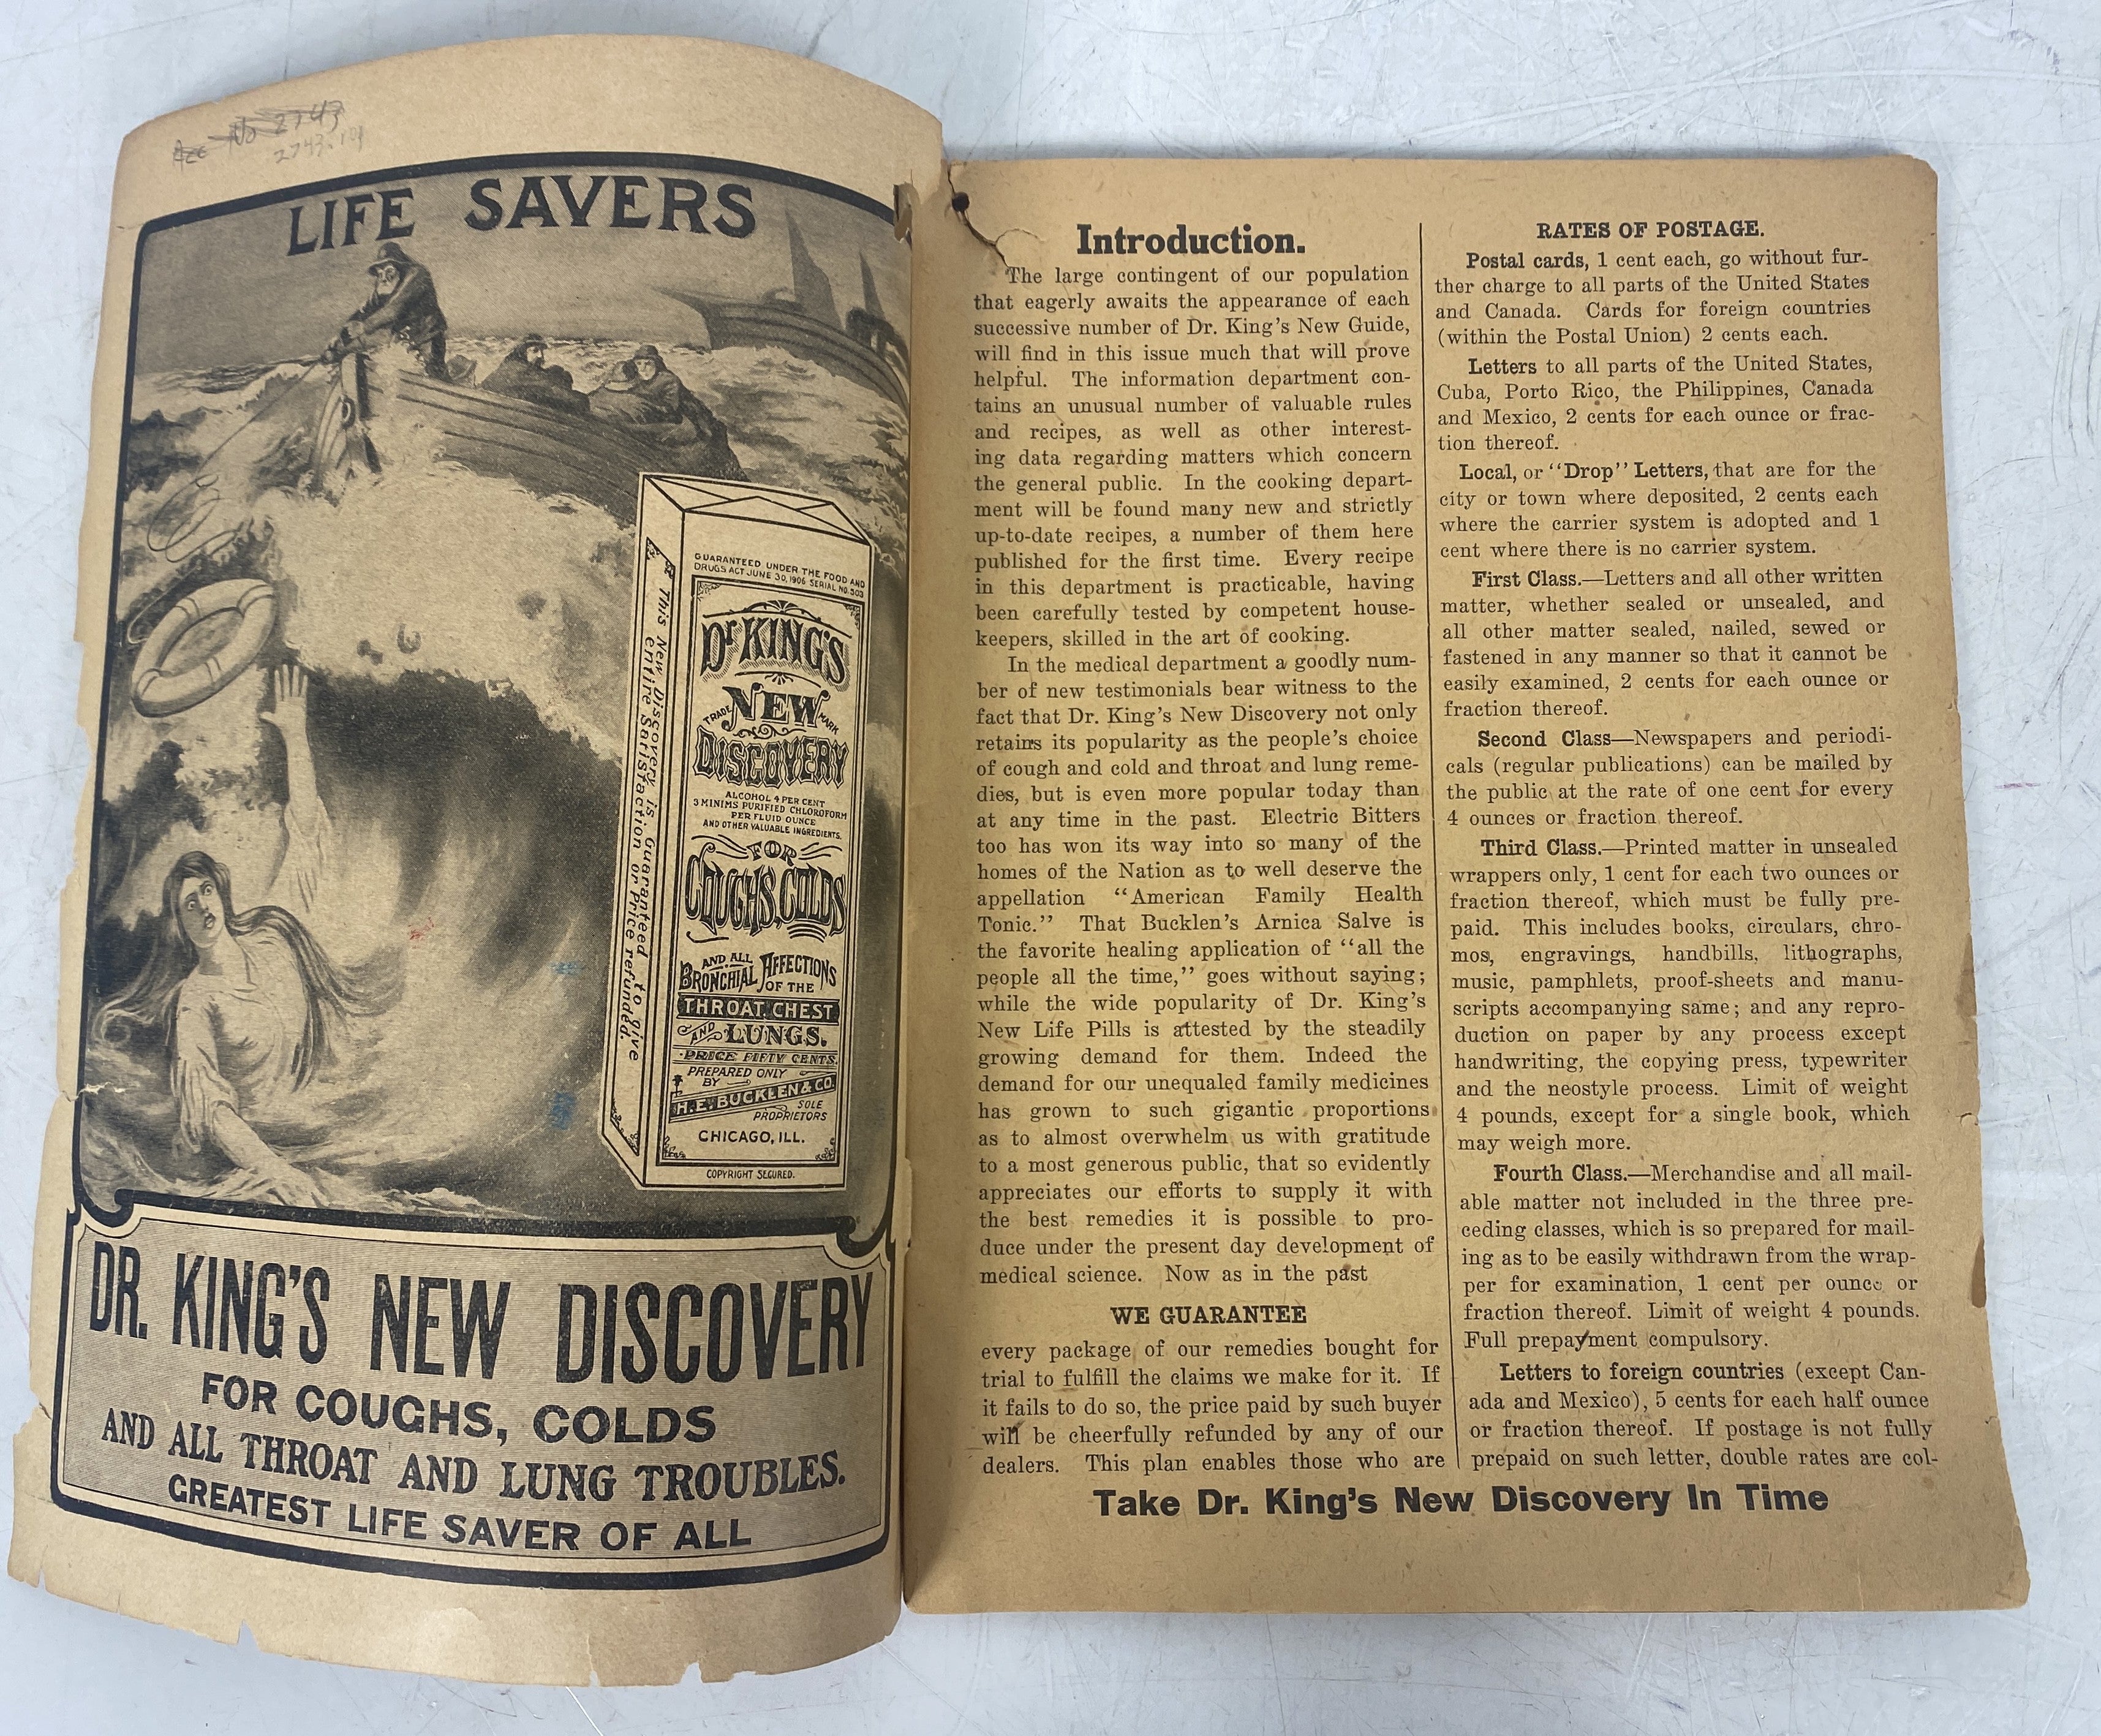 Acc No 2743
2743.101
LIFE SAVERS
GUARANTEED UNDER THE FOOD AND
DRUGS ACT JUNE 30, 1906 SERIAL NO. 503
Dr KING'S
TRADE NEW MARK
DISCOVERY
ALCOHOL 4 PER CENT
3 MINIMS PURIFIED CHLOROFORM
PER FLUID OUNCE
AND OTHER VALUABLE INGREDIENTS.
FOR
COUGHS, COLDS
AND ALL
BRONCHIAL AFFECTIONS
OF THE
THROAT, CHEST
AND LUNGS.
PRICE FIFTY CENTS.
PREPARED ONLY
BY
H. E. BUCKLEN & CO.
SOLE
PROPRIETORS
CHICAGO, ILL.
COPYRIGHT SECURED.
This New Discovery is Guaranteed to give
entire Satisfaction or Price refunded.
DR. KING'S NEW DISCOVERY
FOR COUGHS, COLDS
AND ALL THROAT AND LUNG TROUBLES.
GREATEST LIFE SAVER OF ALL
Introduction.
The large contingent of our population
that eagerly awaits the appearance of each
successive number of Dr. King's New Guide,
will find in this issue much that will prove
helpful. The information department con-
tains an unusual number of valuable rules
and recipes, as well as other interest-
ing data regarding matters which concern
the general public. In the cooking depart-
ment will be found many new and strictly
up-to-date recipes, a number of them here
published for the first time. Every recipe
in this department is practicable, having
been carefully tested by competent house-
keepers, skilled in the art of cooking.
In the medical department a goodly num-
ber of new testimonials bear witness to the
fact that Dr. King's New Discovery not only
retains its popularity as the people's choice
of cough and cold and throat and lung reme-
dies, but is even more popular today than
at any time in the past. Electric Bitters
too has won its way into so many of the
homes of the Nation as to well deserve the
appellation "American Family Health
Tonic." That Bucklen's Arnica Salve is
the favorite healing application of "all the
people all the time," goes without saying;
while the wide popularity of Dr. King's
New Life Pills is attested by the steadily
growing demand for them. Indeed the
demand for our unequaled family medicines
has grown to such gigantic proportions
as to almost overwhelm us with gratitude
to a most generous public, that so evidently
appreciates our efforts to supply it with
the best remedies it is possible to pro-
duce under the present day development of
medical science. Now as in the past
WE GUARANTEE
every package of our remedies bought for
trial to fulfill the claims we make for it. If
it fails to do so, the price paid by such buyer
will be cheerfully refunded by any of our
dealers. This plan enables those who are
RATES OF POSTAGE.
Postal cards, 1 cent each, go without fur-
ther charge to all parts of the United States
and Canada. Cards for foreign countries
(within the Postal Union) 2 cents each.
Letters to all parts of the United States,
Cuba, Porto Rico, the Philippines, Canada
and Mexico, 2 cents for each ounce or frac-
tion thereof.
Local, or "Drop" Letters, that are for the
city or town where deposited, 2 cents each
where the carrier system is adopted and 1
cent where there is no carrier system.
First Class.—Letters and all other written
matter, whether sealed or unsealed, and
all other matter sealed, nailed, sewed or
fastened in any manner so that it cannot be
easily examined, 2 cents for each ounce or
fraction thereof.
Second Class—Newspapers and periodi-
cals (regular publications) can be mailed by
the public at the rate of one cent for every
4 ounces or fraction thereof.
Third Class.—Printed matter in unsealed
wrappers only, 1 cent for each two ounces or
fraction thereof, which must be fully pre-
paid. This includes books, circulars, chro-
mos, engravings, handbills, lithographs,
music, pamphlets, proof-sheets and manu-
scripts accompanying same; and any repro-
duction on paper by any process except
handwriting, the copying press, typewriter
and the neostyle process. Limit of weight
4 pounds, except for a single book, which
may weigh more.
Fourth Class.—Merchandise and all mail-
able matter not included in the three pre-
ceding classes, which is so prepared for mail-
ing as to be easily withdrawn from the wrap-
per for examination, 1 cent per ounce or
fraction thereof. Limit of weight 4 pounds.
Full prepayment compulsory.
Letters to foreign countries (except Can-
ada and Mexico), 5 cents for each half ounce
or fraction thereof. If postage is not fully
prepaid on such letter, double rates are col-
Take Dr. King's New Discovery In Time